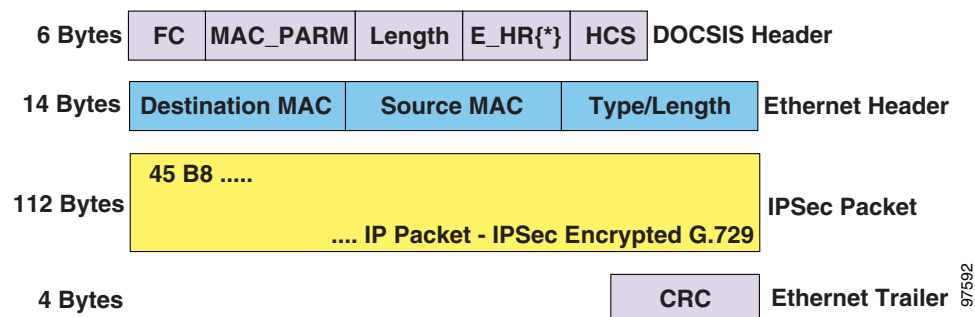 6 Bytes FC MAC_PARM Length E_HR{*} HCS DOCSIS Header
14 Bytes Destination MAC Source MAC Type/Length Ethernet Header
45 B8 .....
112 Bytes IPSec Packet
.... IP Packet - IPSec Encrypted G.729
4 Bytes CRC Ethernet Trailer
97592